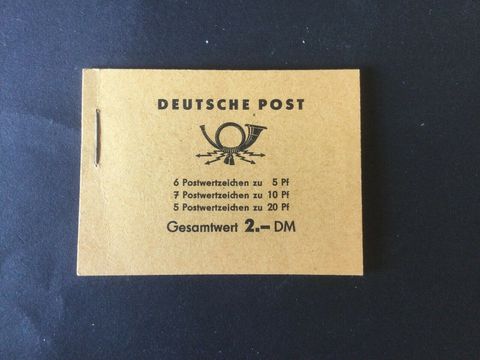 DEUTSCHE POST
6 Postwertzeichen zu 5 Pf
7 Postwertzeichen zu 10 Pf
5 Postwertzeichen zu 20 Pf
Gesamtwert 2.– DM